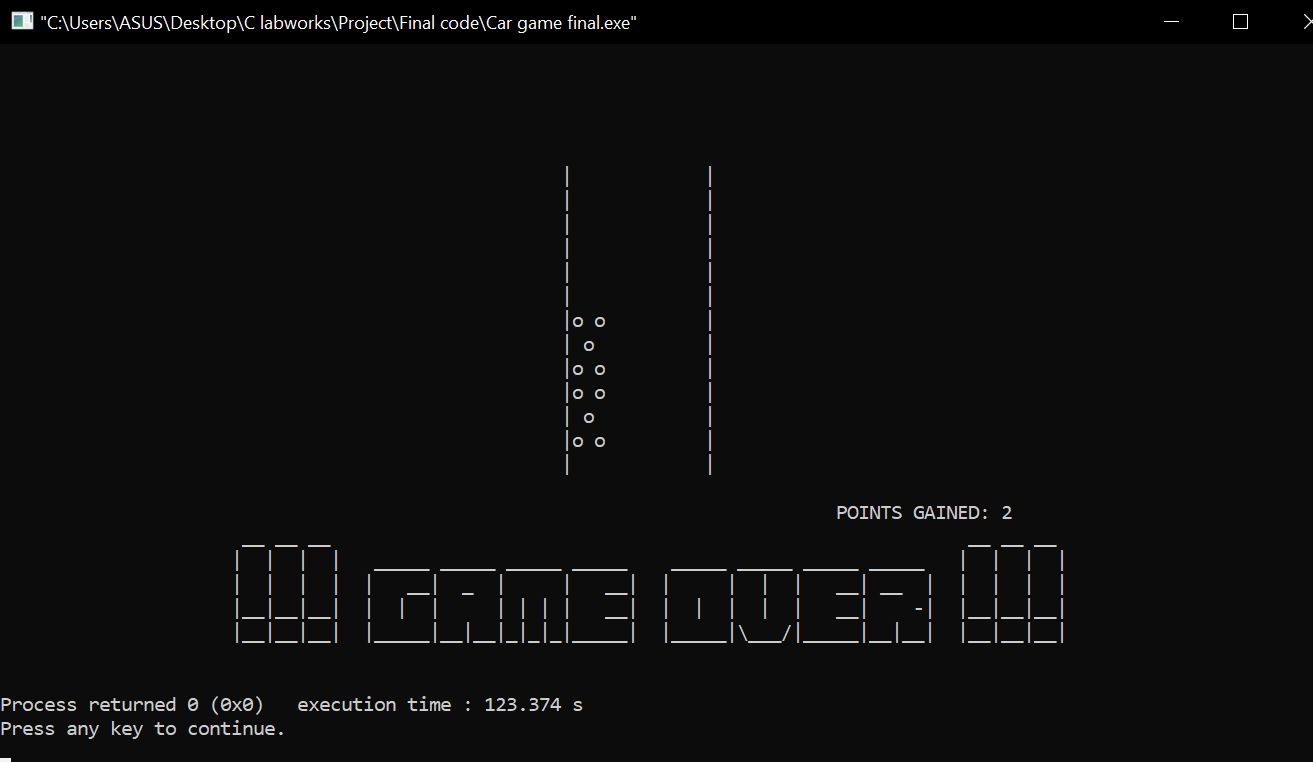 "C:\Users\ASUS\Desktop\C labworks\Project\Final code\Car game final.exe"
o o
o
o o
o o
o
o o
POINTS GAINED: 2
!!! GAME OVER !!!
Process returned 0 (0x0)   execution time : 123.374 s
Press any key to continue.